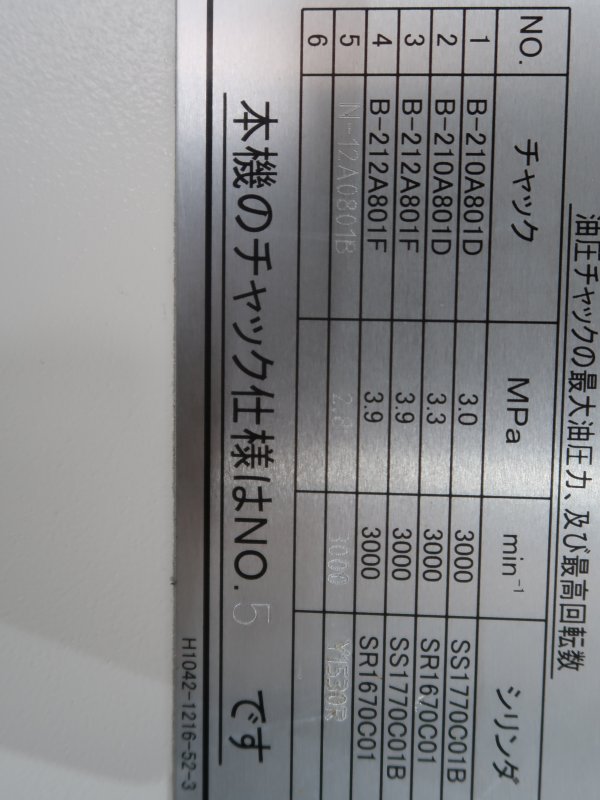 油圧チャックの最大油圧力、及び最高回転数
NO. チャック MPa min⁻¹ シリンダ
1 B-210A801D 3.0 3000 SS1770C01B
2 B-210A801D 3.3 3000 SR1670C01
3 B-212A801F 3.9 3000 SS1770C01B
4 B-212A801F 3.9 3000 SR1670C01
5 N-12A0801B 3000
6
本機のチャック仕様はNO. 5 です
H1042-1216-52-3